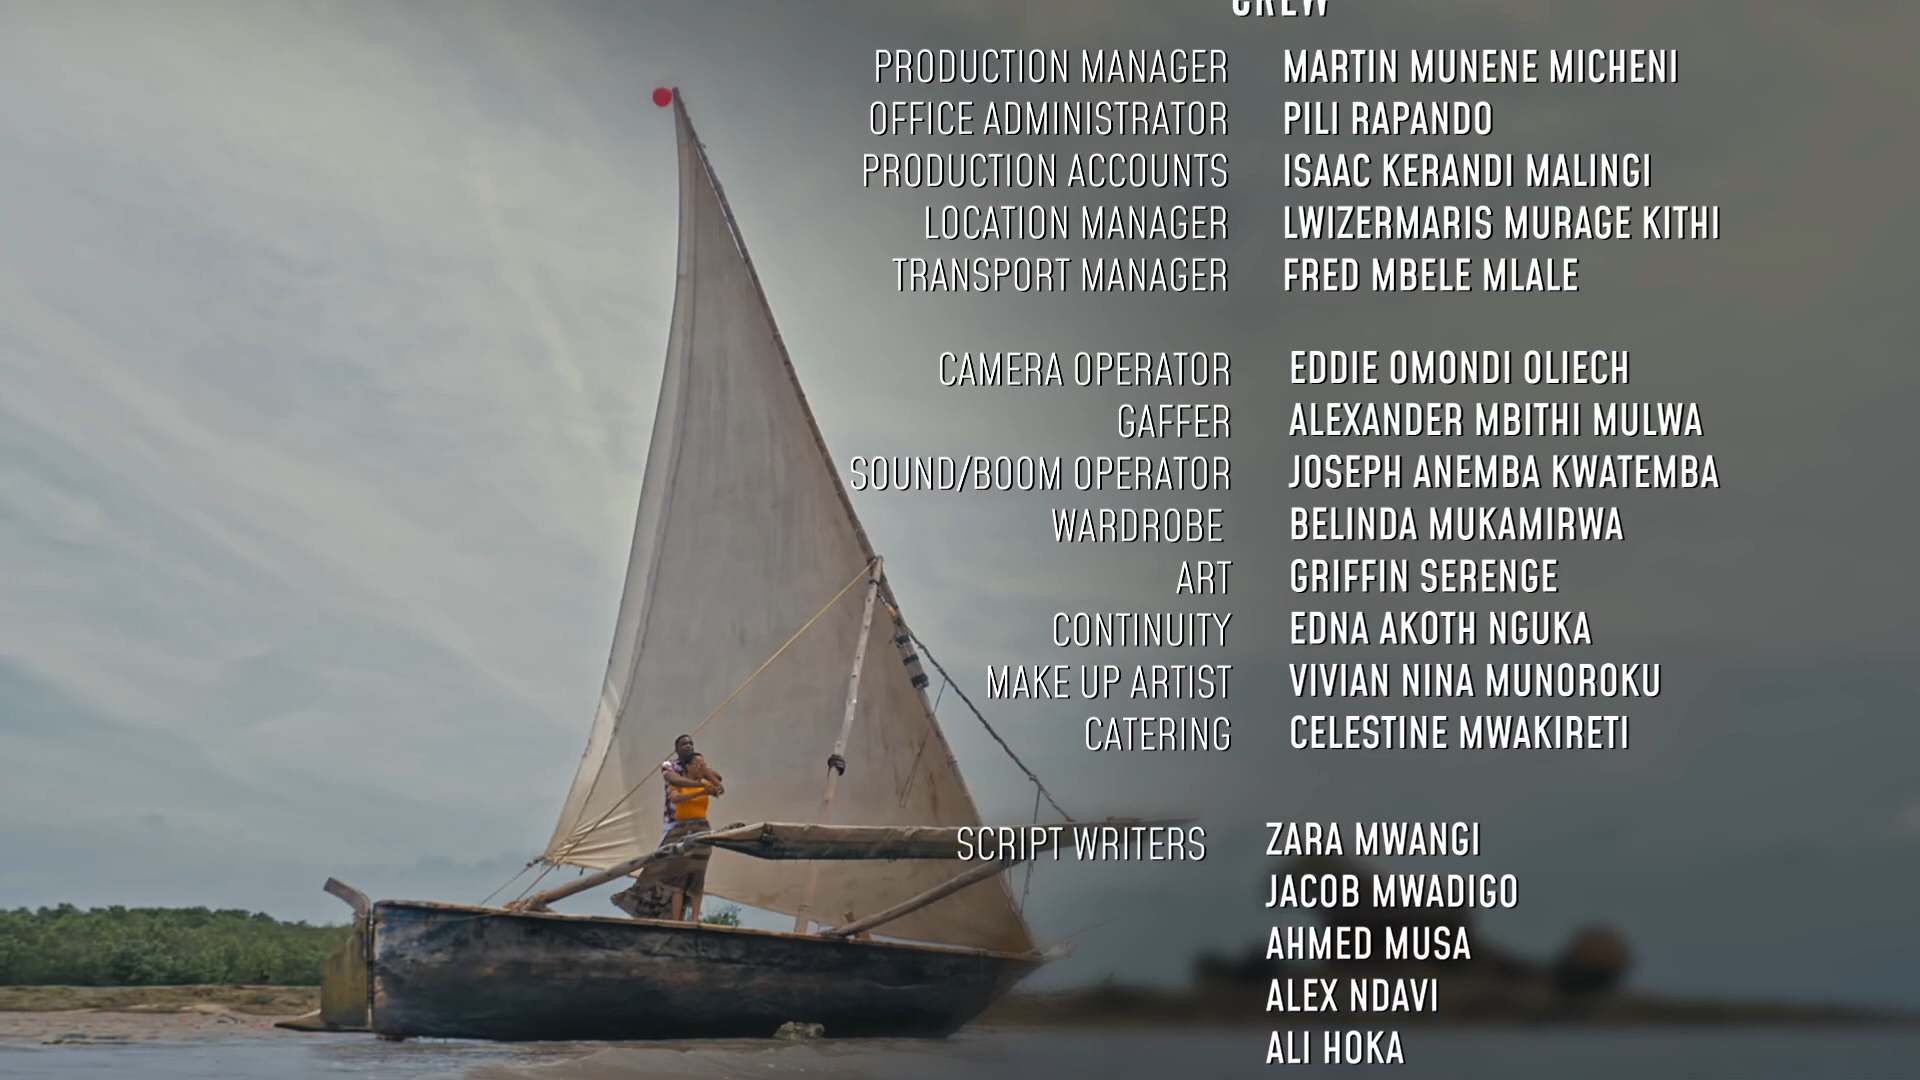 CREW
PRODUCTION MANAGER MARTIN MUNENE MICHENI
OFFICE ADMINISTRATOR PILI RAPANDO
PRODUCTION ACCOUNTS ISAAC KERANDI MALINGI
LOCATION MANAGER LWIZERMARIS MURAGE KITHI
TRANSPORT MANAGER FRED MBELE MLALE
CAMERA OPERATOR EDDIE OMONDI OLIECH
GAFFER ALEXANDER MBITHI MULWA
SOUND/BOOM OPERATOR JOSEPH ANEMBA KWATEMBA
WARDROBE BELINDA MUKAMIRWA
ART GRIFFIN SERENGE
CONTINUITY EDNA AKOTH NGUKA
MAKE UP ARTIST VIVIAN NINA MUNOROKU
CATERING CELESTINE MWAKIRETI
SCRIPT WRITERS ZARA MWANGI
JACOB MWADIGO
AHMED MUSA
ALEX NDAVI
ALI HOKA